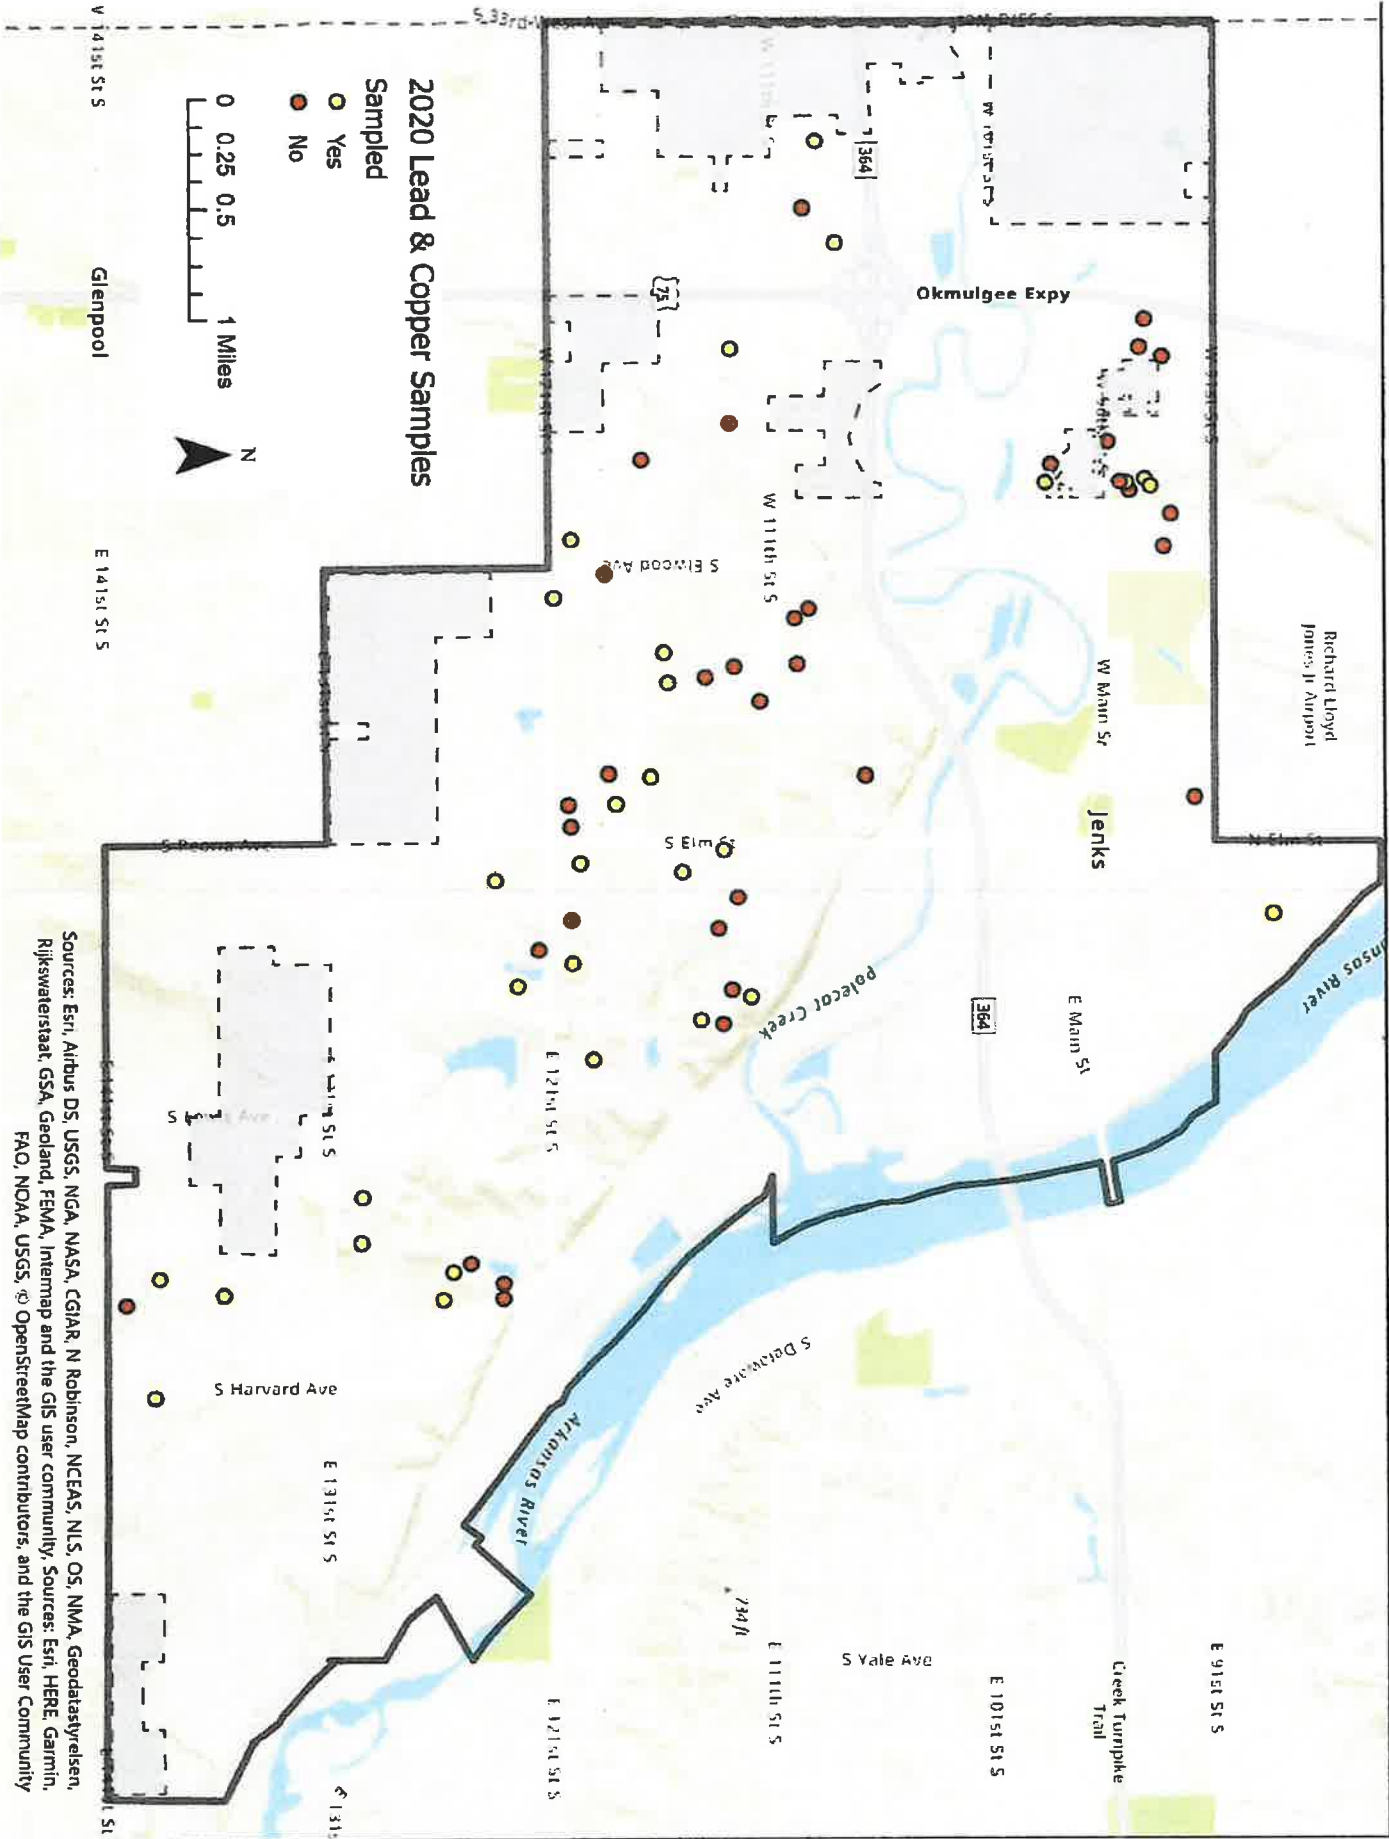 2020 Lead & Copper Samples
Sampled
Yes
No
0 0.25 0.5 1 Miles
N
Richard Lloyd
Jones Jr Airport
N Elm St
E 91st St S
Okmulgee Expy
W Main St
Jenks
E Main St
Creek Turnpike
Trail
E 101st St S
364
364
Polecat Creek
S Yale Ave
W 111th St S
E 111th St S
S Delaware Ave
734 ft
75
S Elwood Ave
S Elm St
E 121st St S
E 121st St S
Arkansas River
S Peoria Ave
S Harvard Ave
E 131st St S
Glenpool
E 141st St S
Sources: Esri, Airbus DS, USGS, NGA, NASA, CGIAR, N Robinson, NCEAS, NLS, OS, NMA, Geodatastyrelsen,
Rijkswaterstaat, GSA, Geoland, FEMA, Intermap and the GIS user community, Sources: Esri, HERE, Garmin,
FAO, NOAA, USGS, © OpenStreetMap contributors, and the GIS User Community